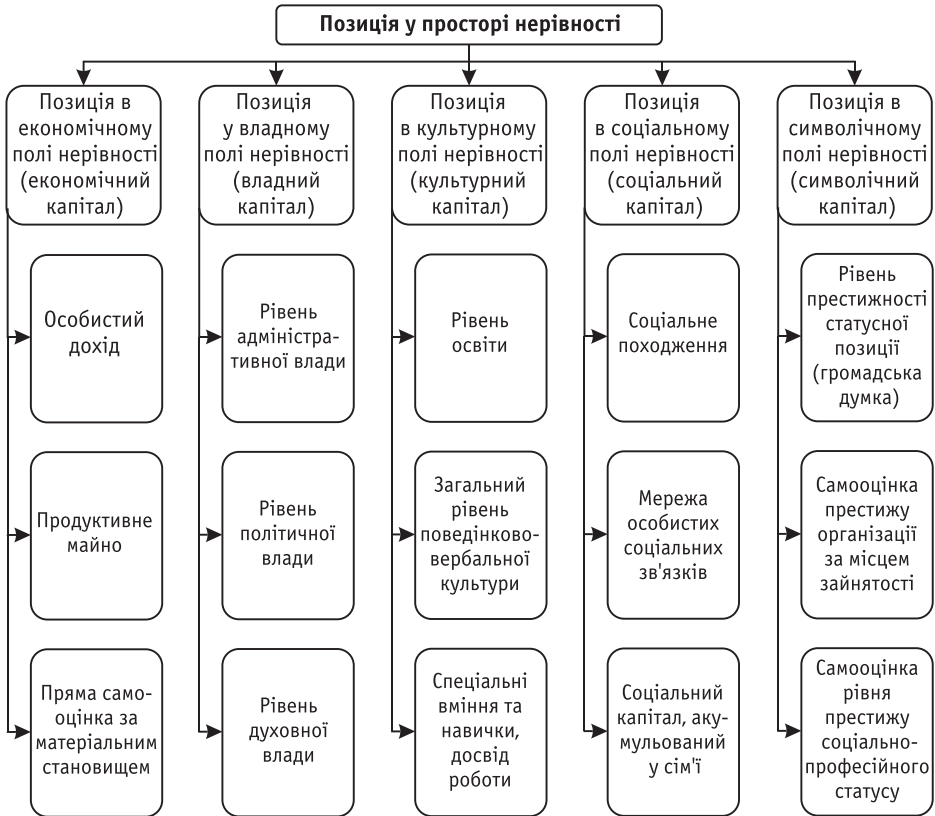 Позиція у просторі нерівності
Позиція в
економічному
полі нерівності
(економічний
капітал)
Позиція
у владному
полі нерівності
(владний
капітал)
Позиція
в культурному
полі нерівності
(культурний
капітал)
Позиція
в соціальному
полі нерівності
(соціальний
капітал)
Позиція в
символічному
полі нерівності
(символічний
капітал)
Особистий
дохід
Рівень
адміністра-
тивної влади
Рівень
освіти
Соціальне
походження
Рівень
престижності
статусної
позиції
(громадська
думка)
Продуктивне
майно
Рівень
політичної
влади
Загальний
рівень
поведінково-
вербальної
культури
Мережа
особистих
соціальних
зв'язків
Самооцінка
престижу
організації
за місцем
зайнятості
Пряма само-
оцінка за
матеріальним
становищем
Рівень
духовної
влади
Спеціальні
вміння та
навички,
досвід
роботи
Соціальний
капітал, аку-
мульований
у сім'ї
Самооцінка
рівня
престижу
соціально-
професійного
статусу